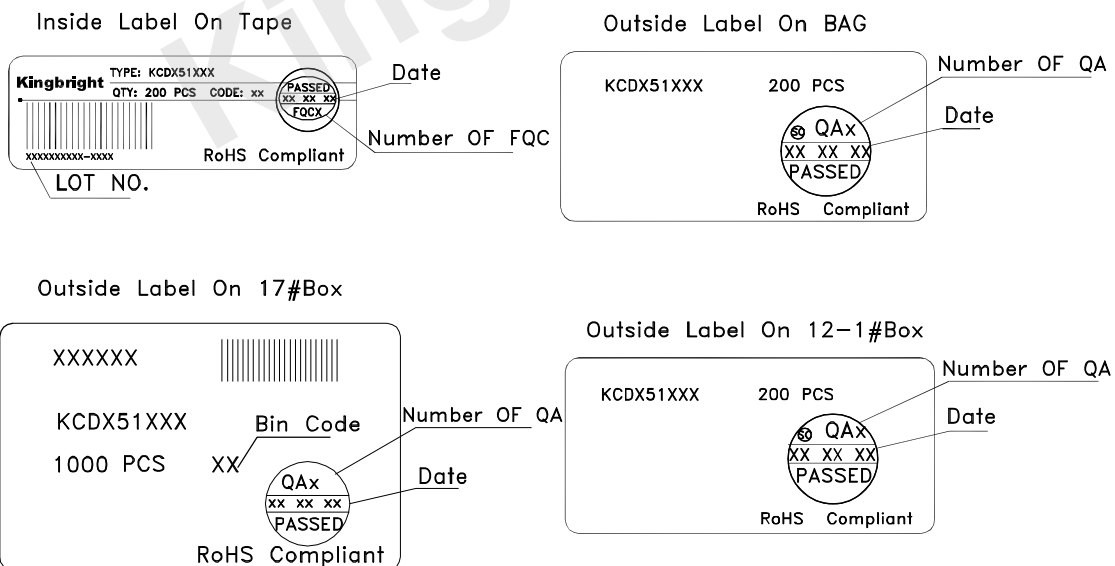 Inside Label On Tape
Kingbright
TYPE: KCDX51XXX
QTY: 200 PCS CODE: xx
PASSED
xx xx xx
FQCX
xxxxxxxxxx-xxxx
RoHS Compliant
Date
Number OF FQC
LOT NO.
Outside Label On BAG
KCDX51XXX 200 PCS
SC QAx
XX XX XX
PASSED
RoHS Compliant
Number OF QA
Date
Outside Label On 17#Box
XXXXXX
KCDX51XXX
1000 PCS XX
Bin Code
QAx
xx xx xx
PASSED
RoHS Compliant
Number OF QA
Date
Outside Label On 12-1#Box
KCDX51XXX 200 PCS
SC QAx
XX XX XX
PASSED
RoHS Compliant
Number OF QA
Date
King